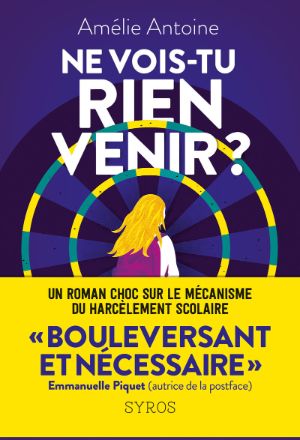 Amélie Antoine
NE VOIS-TU
RIEN
VENIR ?
UN ROMAN CHOC SUR LE MÉCANISME
DU HARCÈLEMENT SCOLAIRE
« BOULEVERSANT
ET NÉCESSAIRE »
Emmanuelle Piquet (autrice de la postface)
SYROS